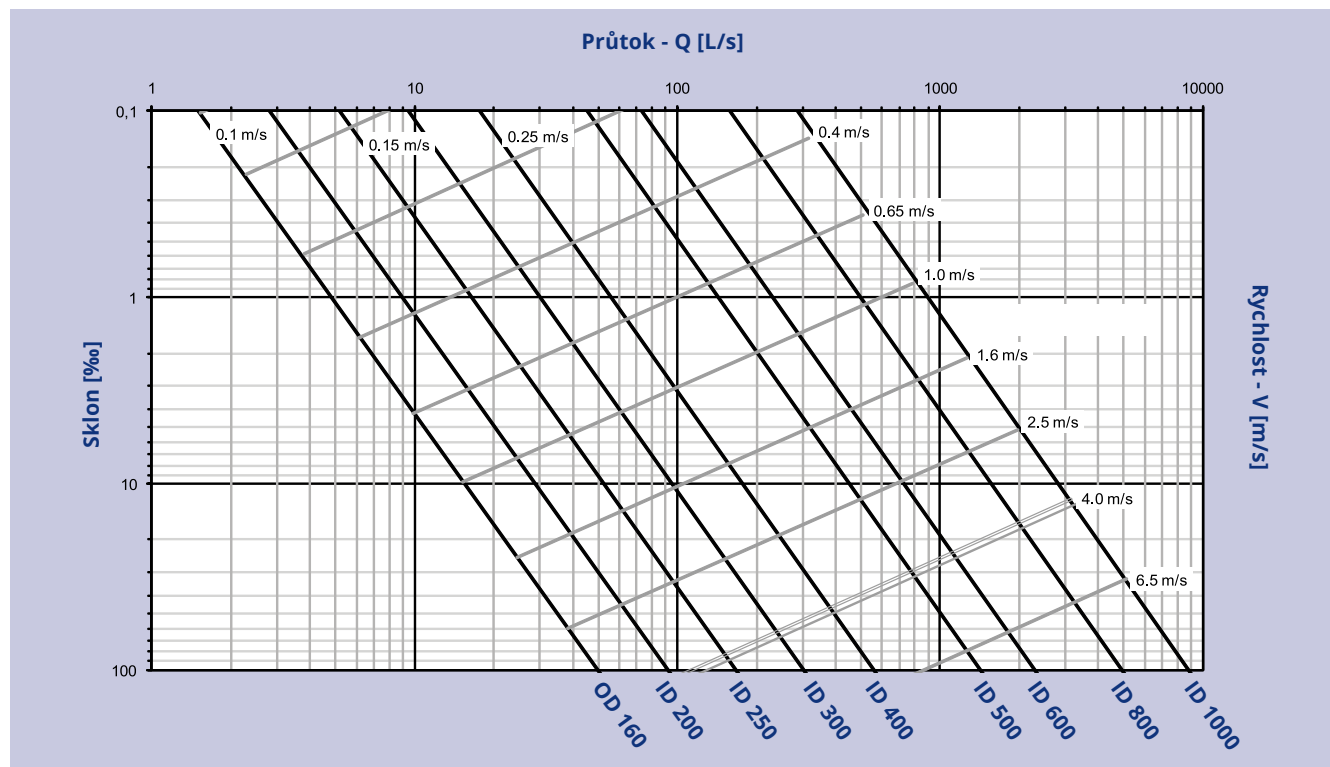 Průtok - Q [L/s]
1 10 100 1000 10000
0,1
1
10
100
Sklon [‰]
Rychlost - V [m/s]
0.1 m/s
0.15 m/s
0.25 m/s
0.4 m/s
0.65 m/s
1.0 m/s
1.6 m/s
2.5 m/s
4.0 m/s
6.5 m/s
OD 160
ID 200
ID 250
ID 300
ID 400
ID 500
ID 600
ID 800
ID 1000